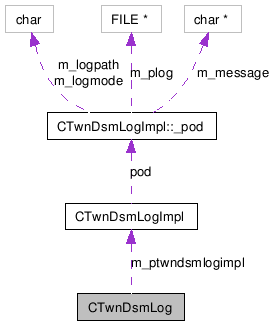 char
FILE *
char *
m_logpath
m_logmode
m_plog
m_message
CTwnDsmLogImpl::_pod
pod
CTwnDsmLogImpl
m_ptwndsmlogimpl
CTwnDsmLog